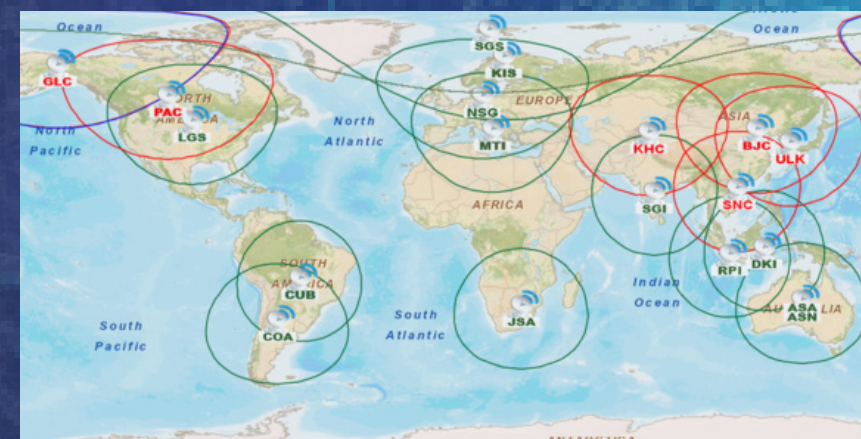 Ocean
Ocean
SGS
KIS
GLC
PAC
NORTH
AMERICA
LGS
North
Pacific
North
Atlantic
NSG
EUROPE
MTI
ASIA
KHC
BJC
ULK
AFRICA
SGI
SNC
SOUTH
AMERICA
CUB
COA
South
Pacific
South
Atlantic
JSA
Indian
Ocean
RPI
DKI
AUSTRALIA
ASA
ASN